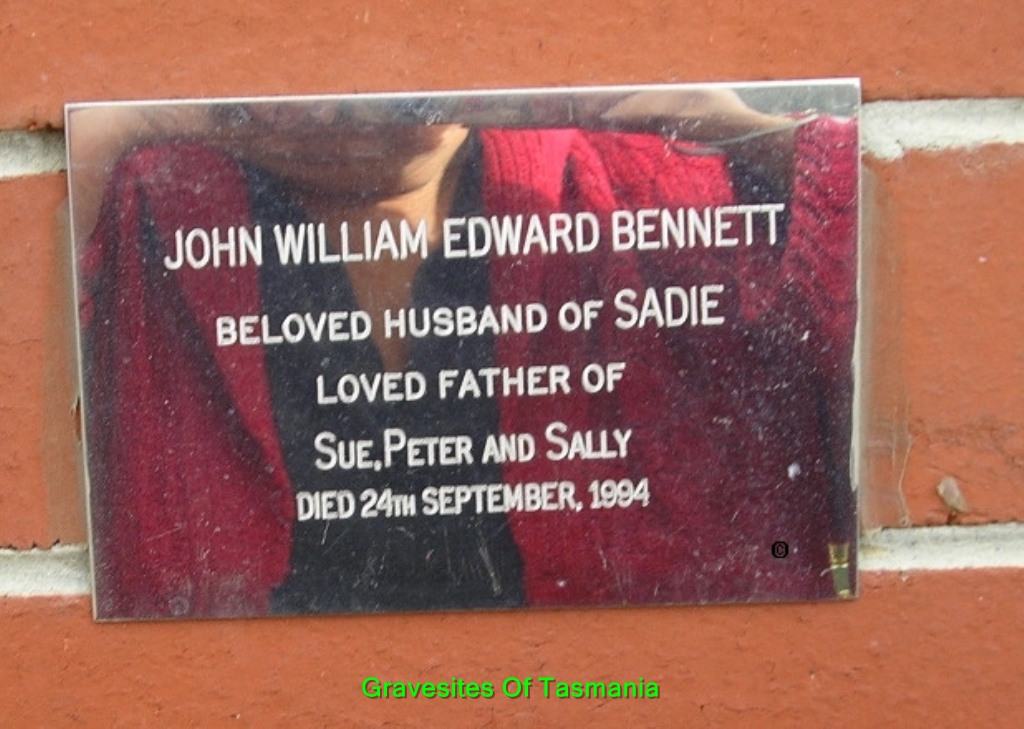 JOHN WILLIAM EDWARD BENNETT
BELOVED HUSBAND OF SADIE
LOVED FATHER OF
SUE, PETER AND SALLY
DIED 24TH SEPTEMBER, 1994
©
Gravesites Of Tasmania